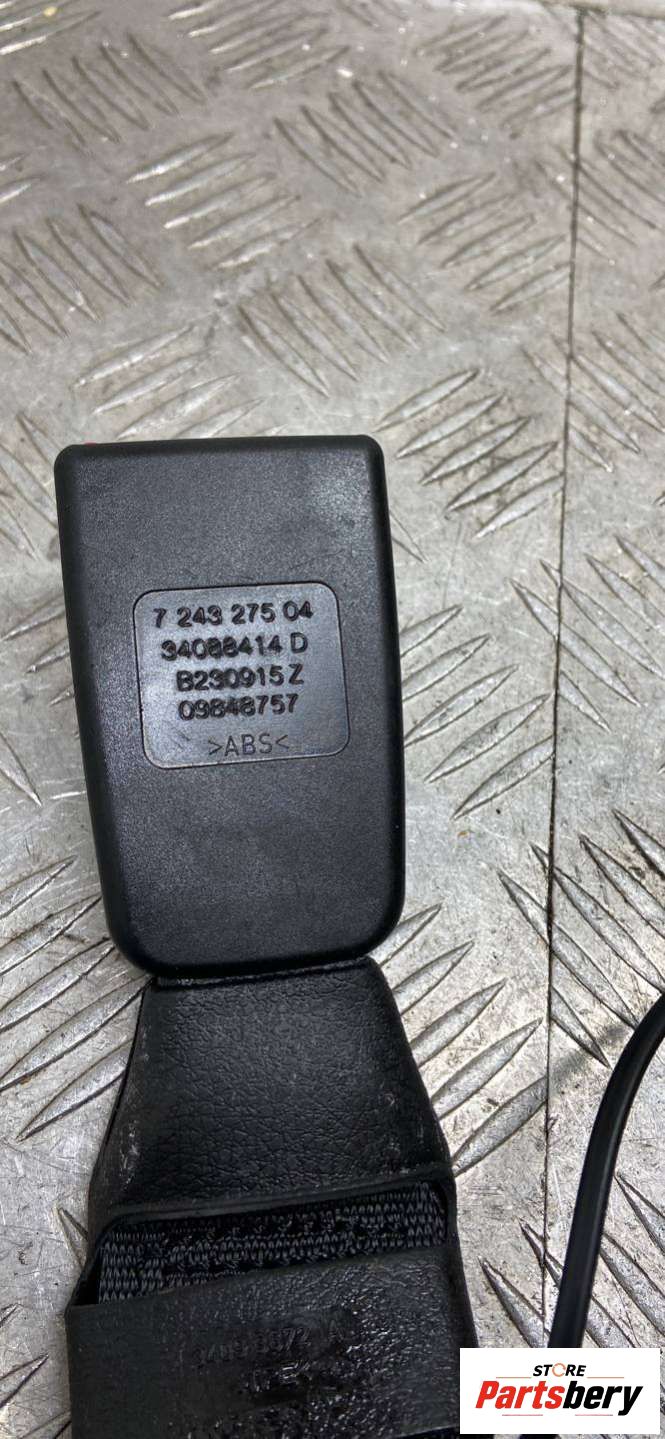 7 243 275 04
34088414 D
B230915 Z
09848757
>ABS<
STORE
Partsbery